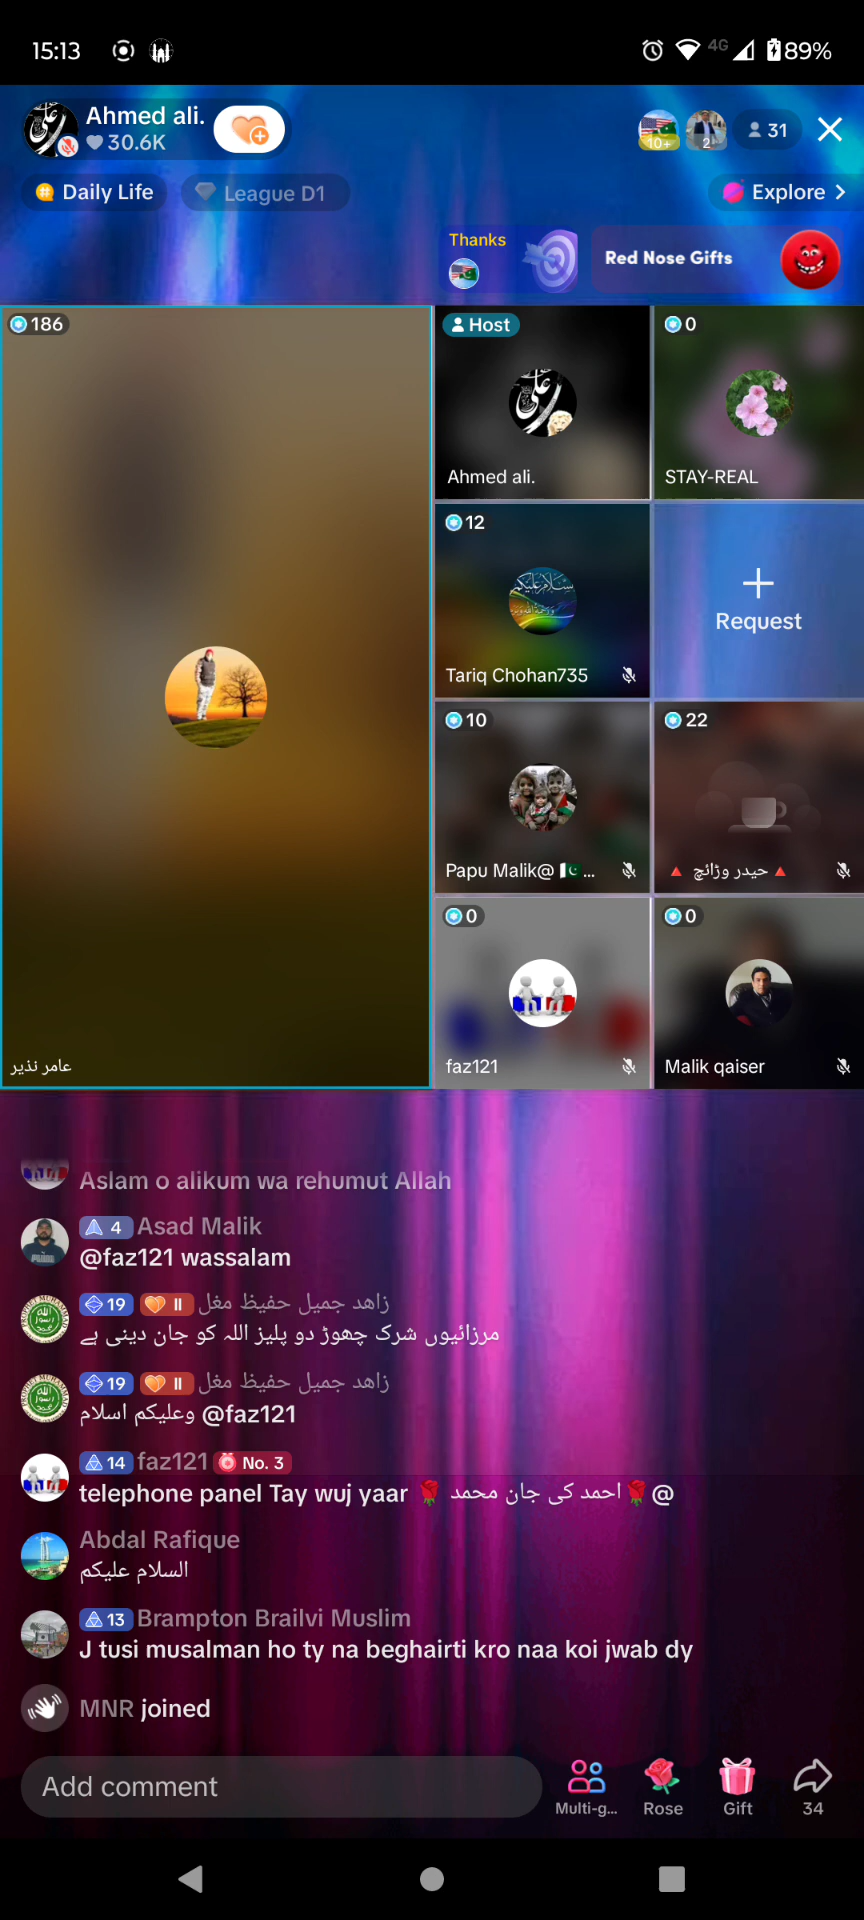 15:13
4G
89%
Ahmed ali.
30.6K
10+
2
31
Daily Life
League D1
Explore
Thanks
Red Nose Gifts
186
Host
0
Ahmed ali.
STAY-REAL
12
Request
Tariq Chohan735
10
22
Papu Malik@ 🇵🇰...
🔺 حیدر وڑائچ 🔺
0
0
عامر نذیر
faz121
Malik qaiser
Aslam o alikum wa rehumut Allah
4 Asad Malik
@faz121 wassalam
19 II زاهد جمیل حفیظ مغل
مرزائیوں شرک چھوڑ دو پلیز اللہ کو جان دینی ہے
19 II زاهد جمیل حفیظ مغل
وعلیکم اسلام @faz121
14 faz121 No. 3
telephone panel Tay wuj yaar 🌹 احمد کی جان محمد 🌹@
Abdal Rafique
السلام علیکم
13 Brampton Brailvi Muslim
J tusi musalman ho ty na beghairti kro naa koi jwab dy
MNR joined
Add comment
Multi-g...
Rose
Gift
34